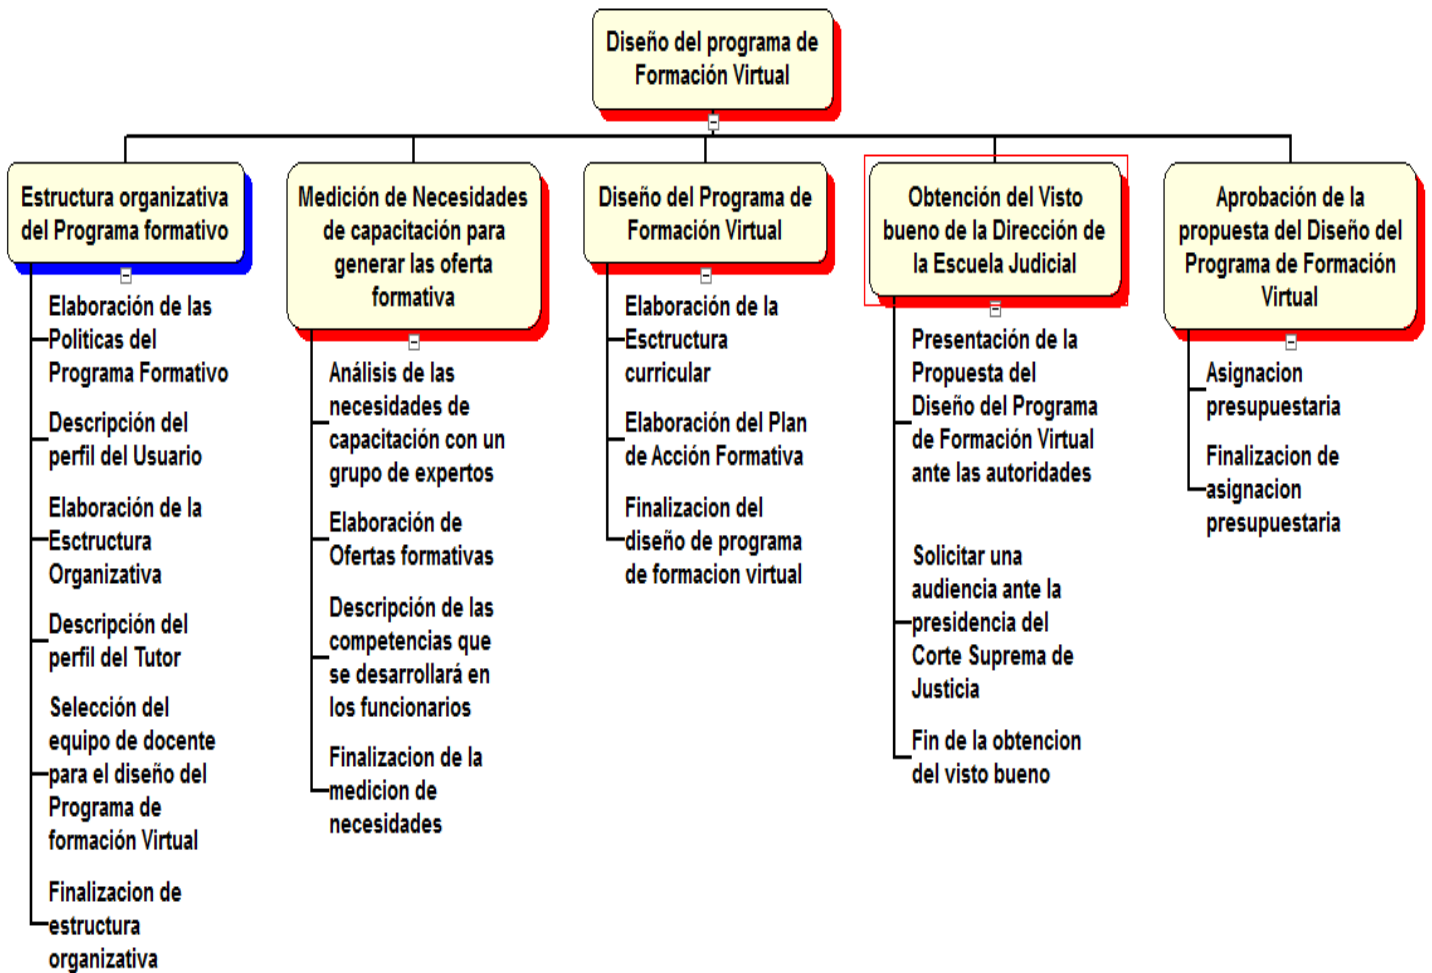 Diseño del programa de
Formación Virtual
Estructura organizativa
del Programa formativo
Elaboración de las
Politicas del
Programa Formativo
Descripción del
perfil del Usuario
Elaboración de la
Esctructura
Organizativa
Descripción del
perfil del Tutor
Selección del
equipo de docente
para el diseño del
Programa de
formación Virtual
Finalizacion de
estructura
organizativa
Medición de Necesidades
de capacitación para
generar las oferta
formativa
Análisis de las
necesidades de
capacitación con un
grupo de expertos
Elaboración de
Ofertas formativas
Descripción de las
competencias que
se desarrollará en
los funcionarios
Finalizacion de la
medicion de
necesidades
Diseño del Programa de
Formación Virtual
Elaboración de la
Esctructura
curricular
Elaboración del Plan
de Acción Formativa
Finalizacion del
diseño de programa
de formacion virtual
Obtención del Visto
bueno de la Dirección de
la Escuela Judicial
Presentación de la
Propuesta del
Diseño del Programa
de Formación Virtual
ante las autoridades
Solicitar una
audiencia ante la
presidencia del
Corte Suprema de
Justicia
Fin de la obtencion
del visto bueno
Aprobación de la
propuesta del Diseño del
Programa de Formación
Virtual
Asignacion
presupuestaria
Finalizacion de
asignacion
presupuestaria